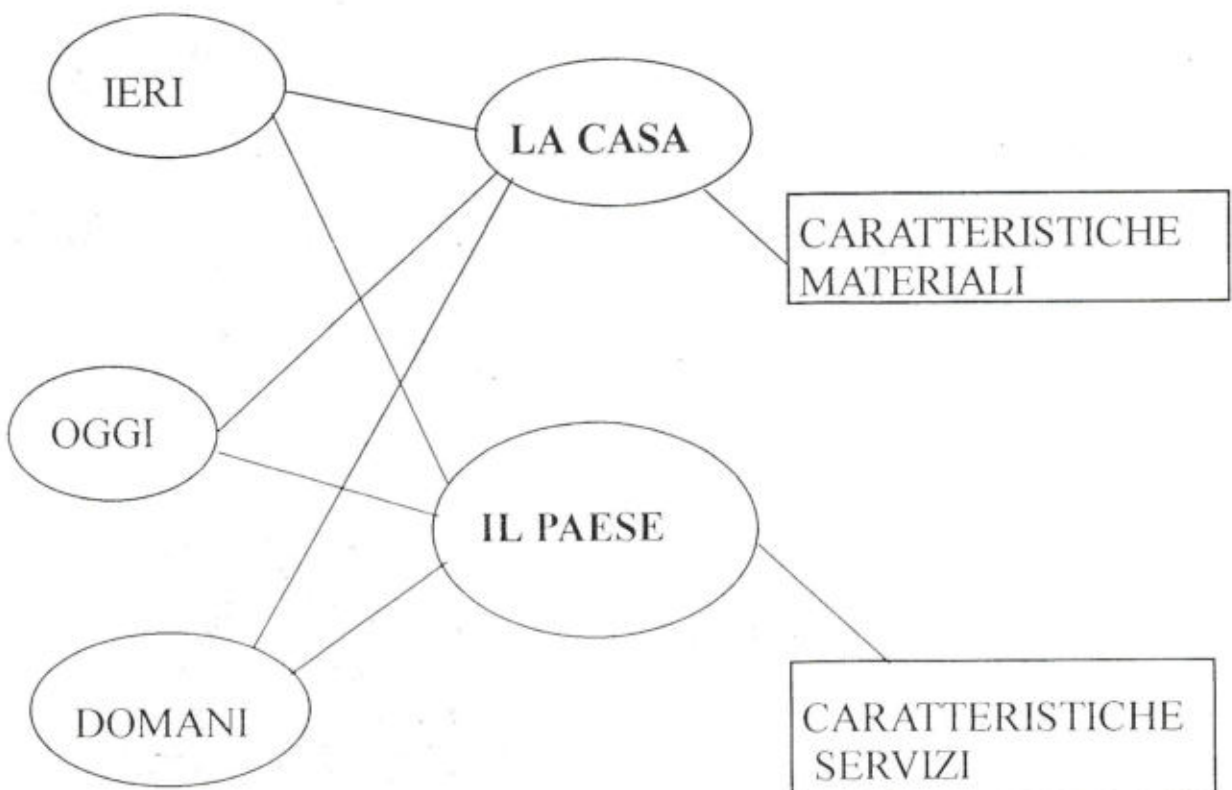 IERI
LA CASA
CARATTERISTICHE
MATERIALI
OGGI
IL PAESE
DOMANI
CARATTERISTICHE
SERVIZI